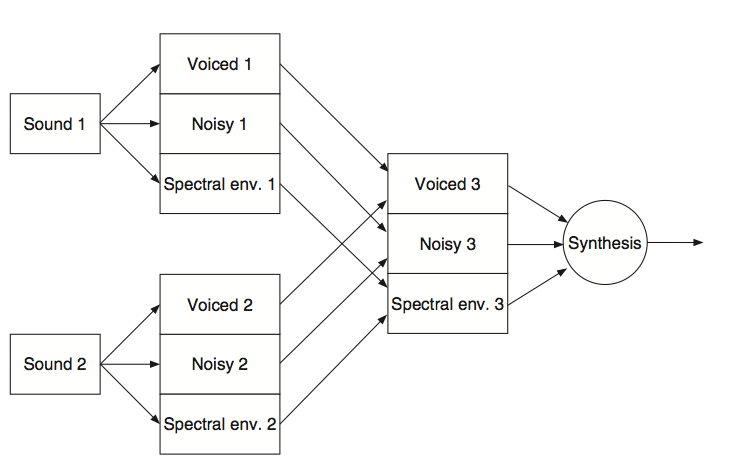 Sound 1
Voiced 1
Noisy 1
Spectral env. 1
Sound 2
Voiced 2
Noisy 2
Spectral env. 2
Voiced 3
Noisy 3
Spectral env. 3
Synthesis